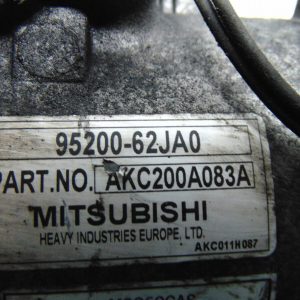 95200-62JA0
PART.NO. AKC200A083A
MITSUBISHI
HEAVY INDUSTRIES EUROPE, LTD.
AKC011H087